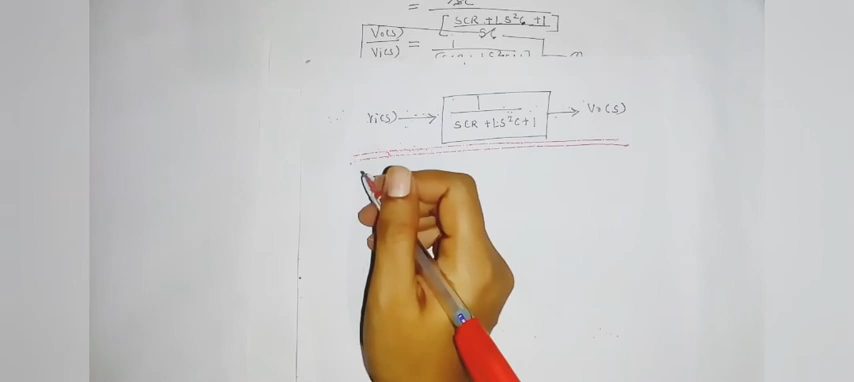 =
[SCR + LS²C + 1]
SC
Vo(s)
Vi(s) = 1
Vi(s) → 1 → Vo(s)
SCR + LS²C + 1